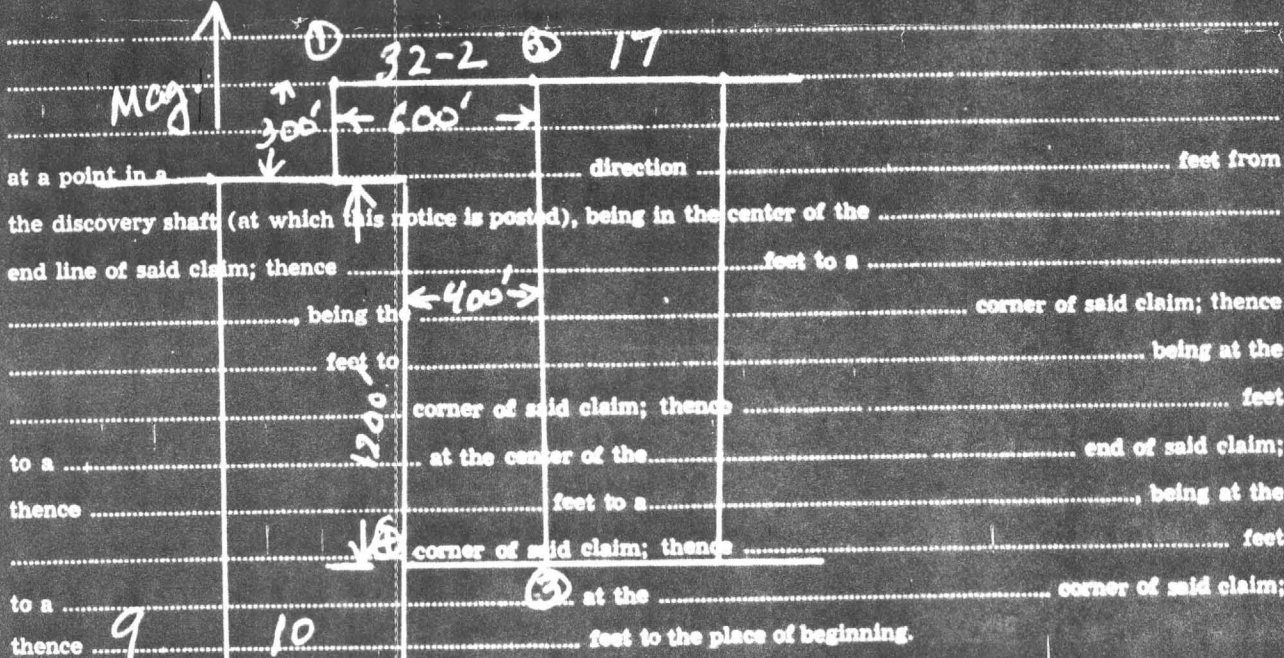 ① 32-2 ② 17
Mag.
300' 600'
at a point in a direction feet from
the discovery shaft (at which this notice is posted), being in the center of the
end line of said claim; thence feet to a
400'
, being the corner of said claim; thence
feet to being at the
1200'
corner of said claim; thence feet
to a at the center of the end of said claim;
thence feet to a , being at the
④ corner of said claim; thence feet
to a ③ at the corner of said claim;
thence 9 10 feet to the place of beginning.